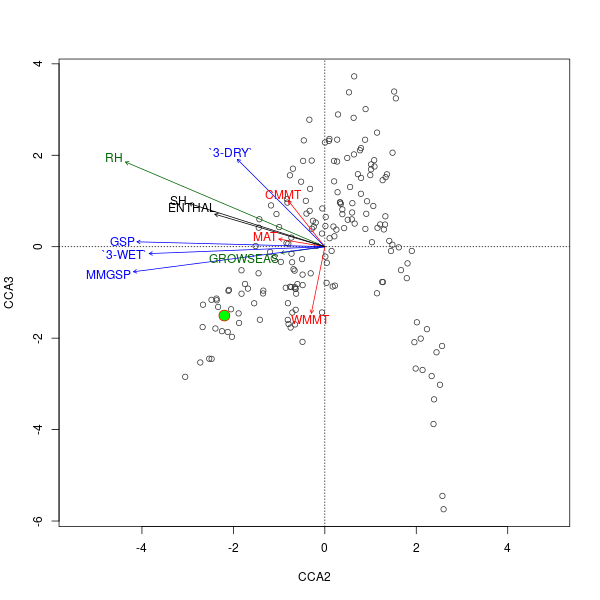 4
2
0
-2
-4
-6
CCA3
RH
`3-DRY`
CMMT
SH
ENTHAL
MAT
GSP
`3-WET`
GROWSEAS
MMGSP
WMMT
-4 -2 0 2 4
CCA2